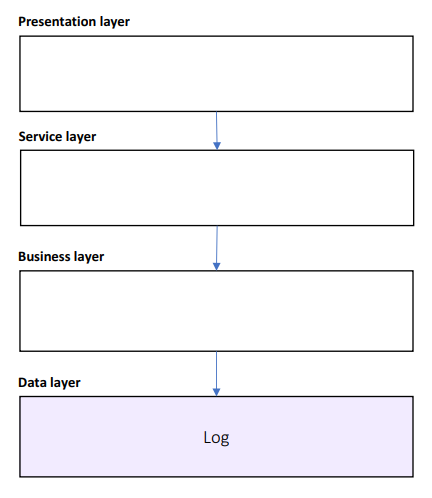 Presentation layer
Service layer
Business layer
Data layer
Log